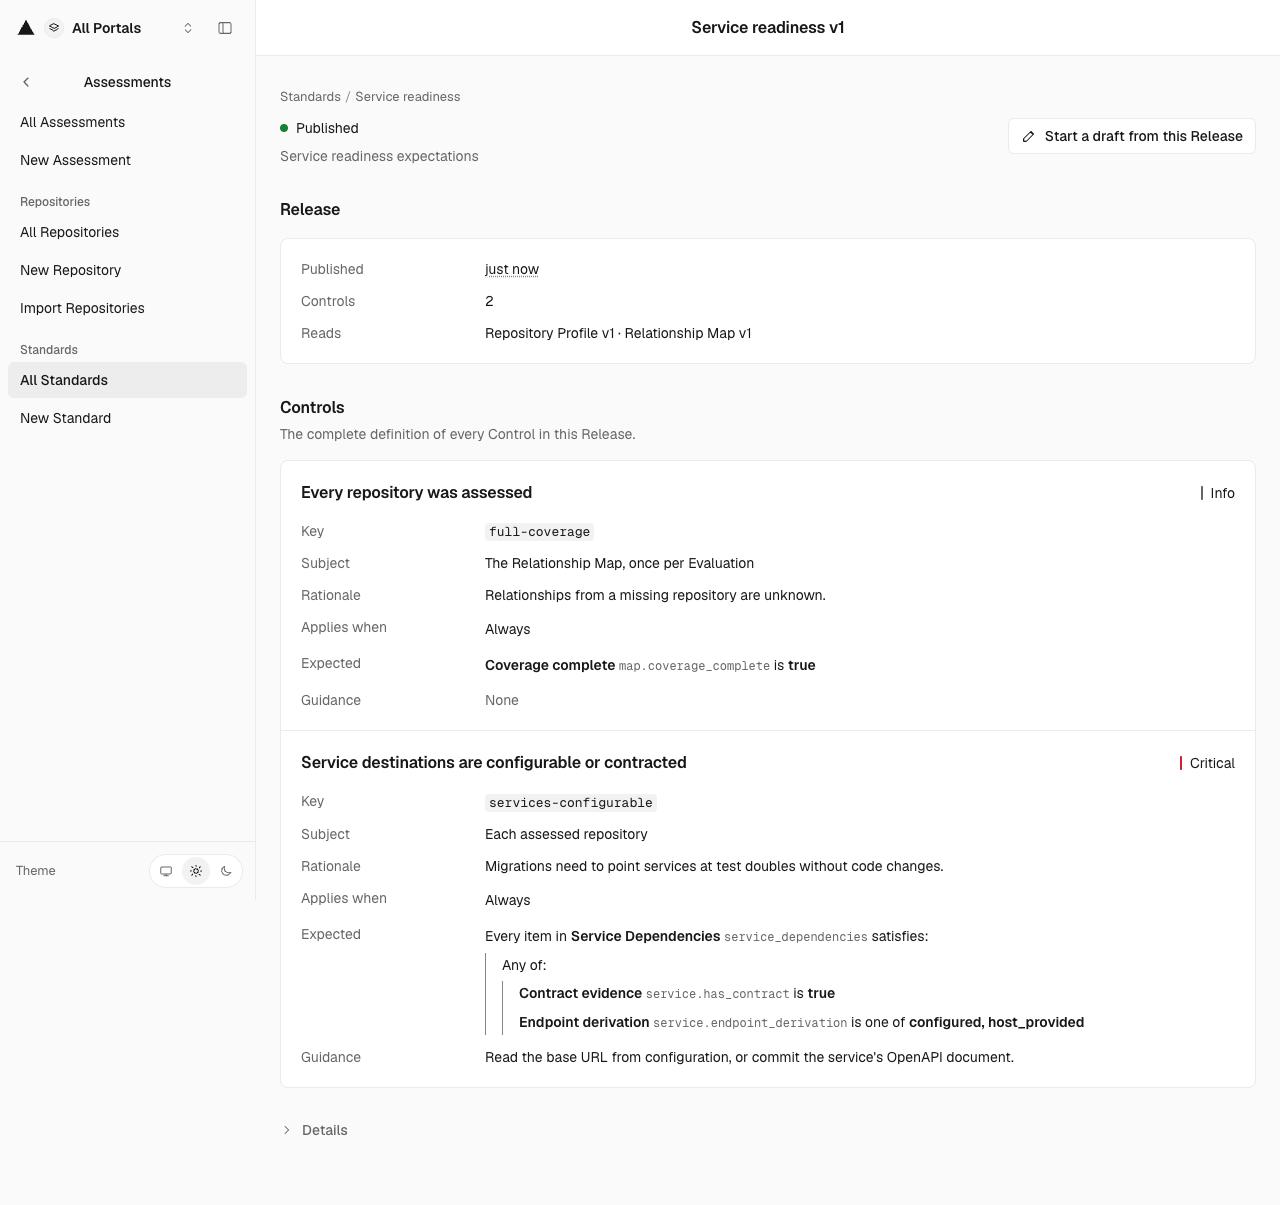 All Portals
Service readiness v1
Assessments
All Assessments
New Assessment
Repositories
All Repositories
New Repository
Import Repositories
Standards
All Standards
New Standard
Theme
Standards / Service readiness
Published
Start a draft from this Release
Service readiness expectations
Release
Published just now
Controls 2
Reads Repository Profile v1 · Relationship Map v1
Controls
The complete definition of every Control in this Release.
Every repository was assessed Info
Key full-coverage
Subject The Relationship Map, once per Evaluation
Rationale Relationships from a missing repository are unknown.
Applies when Always
Expected Coverage complete map.coverage_complete is true
Guidance None
Service destinations are configurable or contracted Critical
Key services-configurable
Subject Each assessed repository
Rationale Migrations need to point services at test doubles without code changes.
Applies when Always
Expected Every item in Service Dependencies service_dependencies satisfies:
Any of:
Contract evidence service.has_contract is true
Endpoint derivation service.endpoint_derivation is one of configured, host_provided
Guidance Read the base URL from configuration, or commit the service's OpenAPI document.
Details